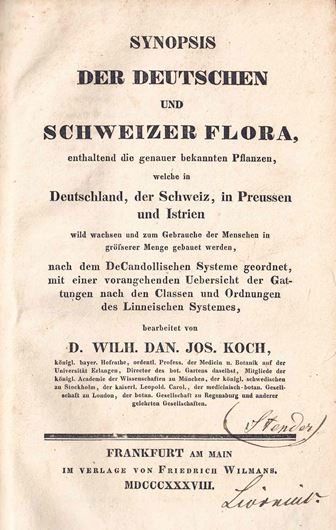 SYNOPSIS
DER DEUTSCHEN
UND
SCHWEIZER FLORA,
enthaltend die genauer bekannten Pflanzen,
welche in
Deutschland, der Schweiz, in Preussen
und Istrien
wild wachsen und zum Gebrauche der Menschen in
gröſserer Menge gebauet werden,
nach dem DeCandollischen Systeme geordnet,
mit einer vorangehenden Uebersicht der Gat-
tungen nach den Classen und Ordnungen
des Linneischen Systemes,
bearbeitet von
D. WILH. DAN. JOS. KOCH,
königl. bayer. Hofrathe, ordentl. Profess. der Medicin u. Botanik auf der
Universität Erlangen, Director des bot. Gartens daselbst, Mitgliede der
königl. Academie der Wissenschaften zu München, der königl. schwedischen
zu Stockholm, der kaiserl. Leopold. Carol., der medicinisch-botan. Gesell-
schaft zu London, der botan. Gesellschaft zu Regensburg und anderer
gelehrten Gesellschaften.
(Stender)
FRANKFURT AM MAIN
IM VERLAGE VON FRIEDRICH WILMANS.
MDCCCXXXVIII.